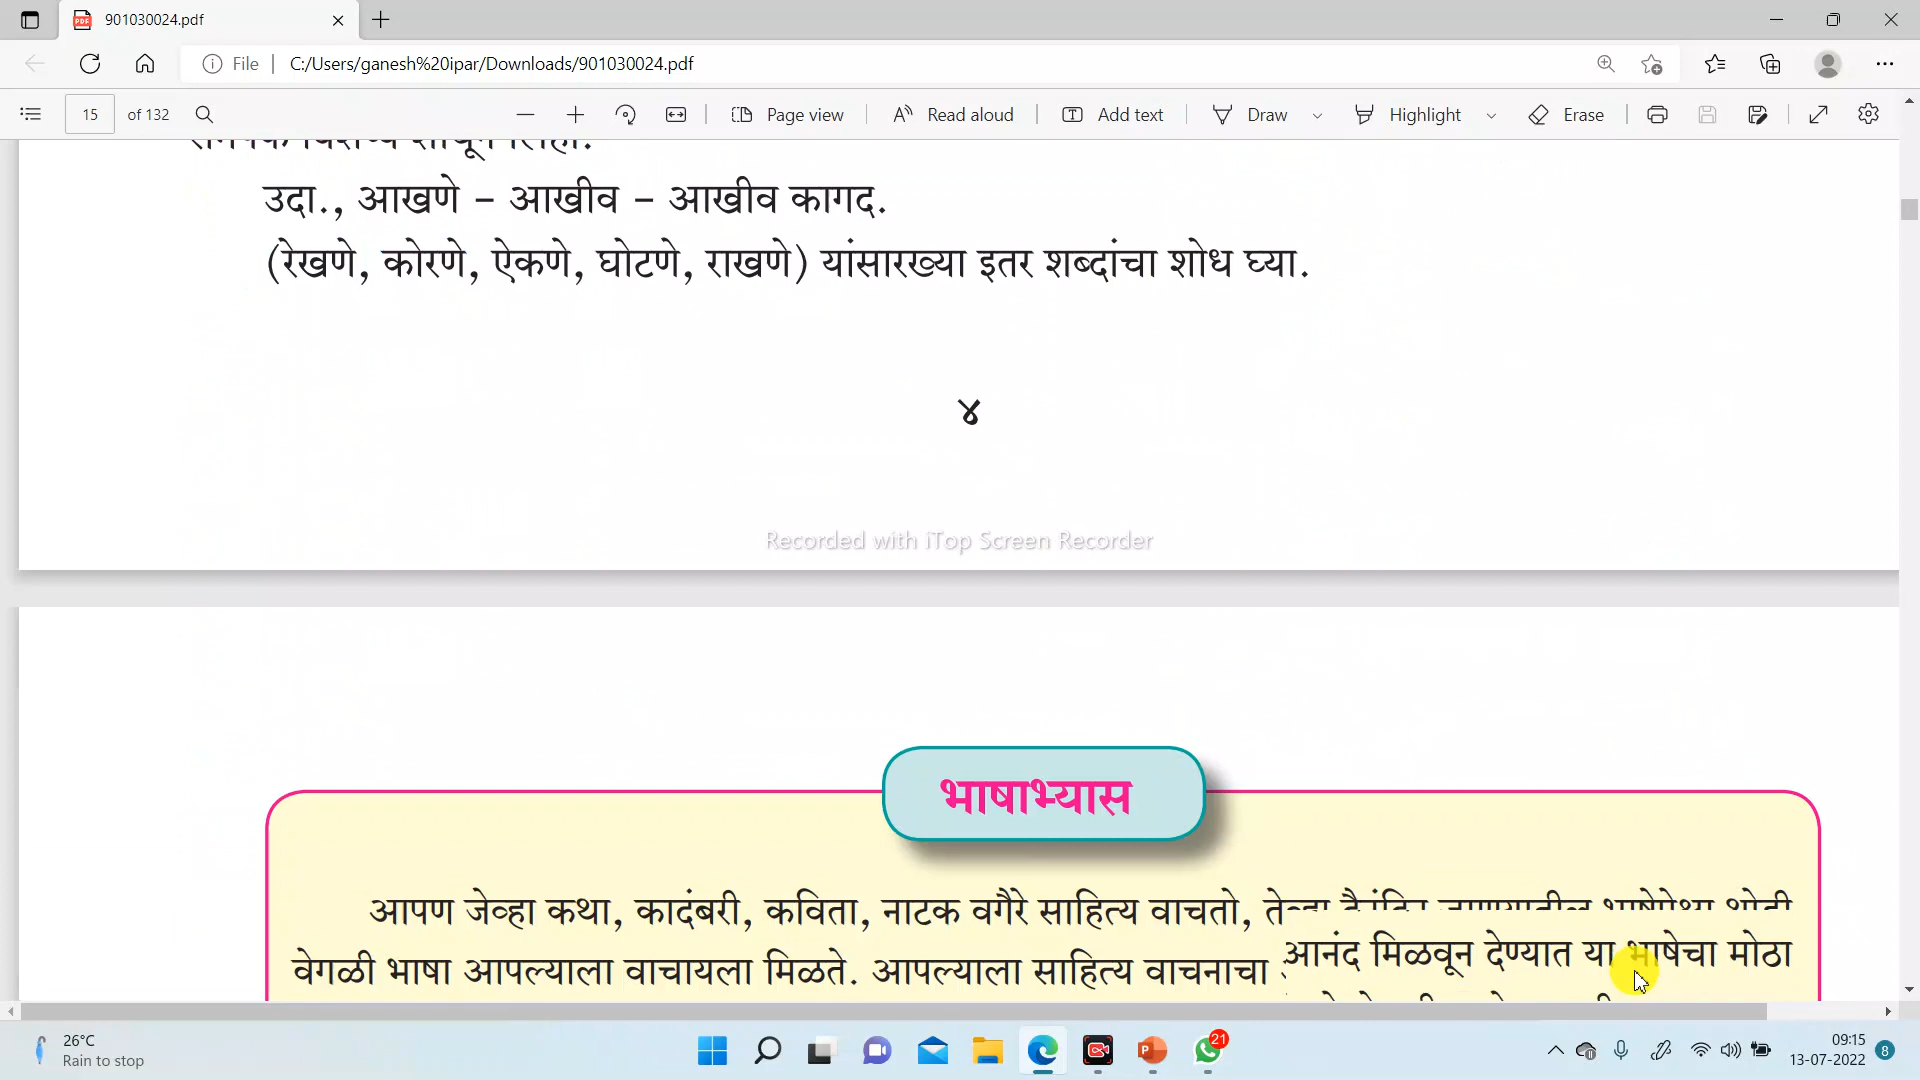 901030024.pdf
File
C:/Users/ganesh%20ipar/Downloads/901030024.pdf
15 of 132
Page view
Read aloud
Add text
Draw
Highlight
Erase
उदा., आखणे – आखीव – आखीव कागद.
(रेखणे, कोरणे, ऐकणे, घोटणे, राखणे) यांसारख्या इतर शब्दांचा शोध घ्या.
४
Recorded with iTop Screen Recorder
भाषाभ्यास
आपण जेव्हा कथा, कादंबरी, कविता, नाटक वगैरे साहित्य वाचतो,
वेगळी भाषा आपल्याला वाचायला मिळते. आपल्याला साहित्य वाचनाचा आनंद मिळवून देण्यात या भाषेचा मोठा
26°C
Rain to stop
21
09:15
13-07-2022
8